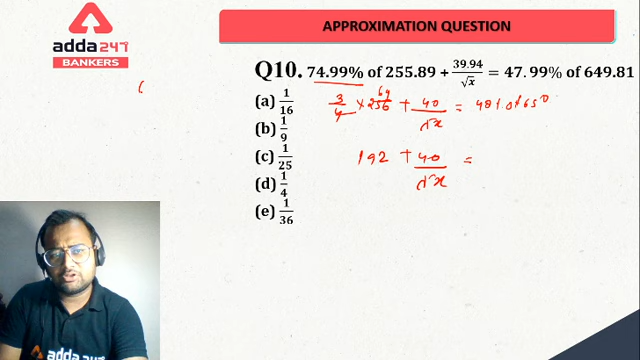 adda247
BANKERS
APPROXIMATION QUESTION
Q10. 74.99% of 255.89 + 39.94/√x = 47.99% of 649.81
(a) 1/16
(b) 1/9
(c) 1/25
(d) 1/4
(e) 1/36
3/4 × 256 64 + 40/√x = 48% of 650
192 + 40/√x =
adda247
BANKERS
adda247